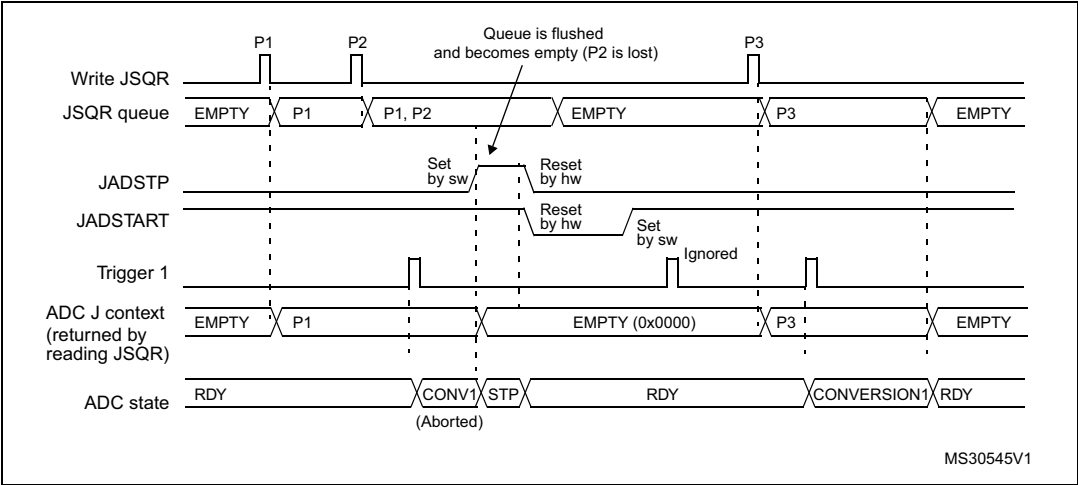 Queue is flushed
and becomes empty (P2 is lost)
P1
P2
P3
Write JSQR
JSQR queue
EMPTY
P1
P1, P2
EMPTY
P3
EMPTY
Set
by sw
Reset
by hw
JADSTP
JADSTART
Reset
by hw
Set
by sw
Ignored
Trigger 1
ADC J context
(returned by
reading JSQR)
EMPTY
P1
EMPTY (0x0000)
P3
EMPTY
ADC state
RDY
CONV1
STP
RDY
CONVERSION1
RDY
(Aborted)
MS30545V1